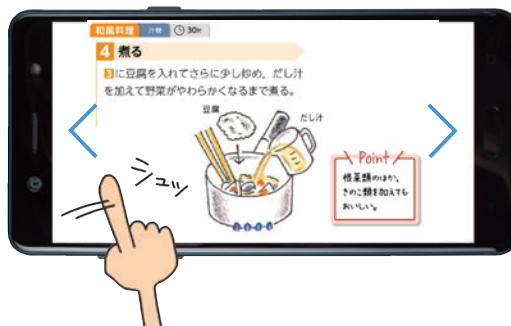 和風料理 汁物 30分
4 煮る
3に豆腐を入れてさらに少し炒め、だし汁
を加えて野菜がやわらかくなるまで煮る。
豆腐
だし汁
シュッ
Point
根菜類のほか、
きのこ類を加えても
おいしい。